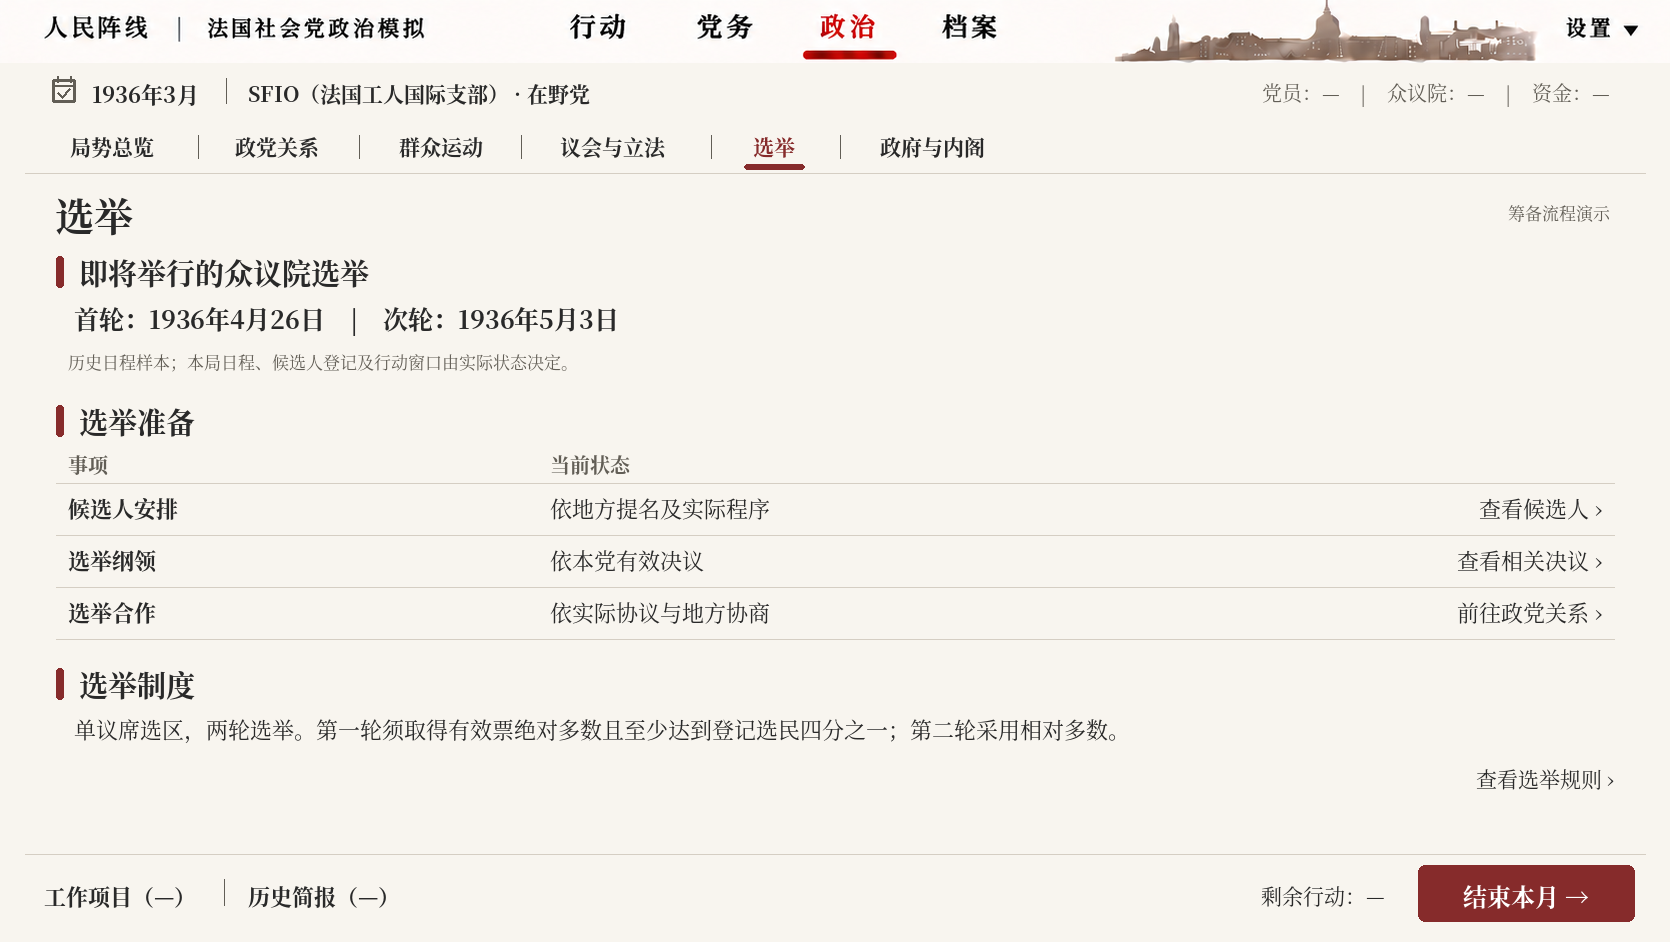 人民阵线 | 法国社会党政治模拟 行动 党务 政治 档案 设置 ▼
1936年3月 | SFIO（法国工人国际支部）· 在野党 党员：— | 众议院：— | 资金：—
局势总览 | 政党关系 | 群众运动 | 议会与立法 | 选举 | 政府与内阁
选举 筹备流程演示
即将举行的众议院选举
首轮：1936年4月26日 | 次轮：1936年5月3日
历史日程样本；本局日程、候选人登记及行动窗口由实际状态决定。
选举准备
事项 当前状态
候选人安排 依地方提名及实际程序 查看候选人 ›
选举纲领 依本党有效决议 查看相关决议 ›
选举合作 依实际协议与地方协商 前往政党关系 ›
选举制度
单议席选区，两轮选举。第一轮须取得有效票绝对多数且至少达到登记选民四分之一；第二轮采用相对多数。
查看选举规则 ›
工作项目（—） | 历史简报（—） 剩余行动：— 结束本月 →